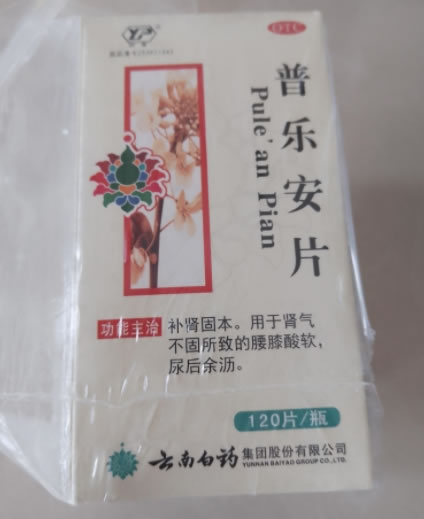 OTC
普乐安片
Pule'an Pian
功能主治 补肾固本。用于肾气
不固所致的腰膝酸软，
尿后余沥。
120片/瓶
云南白药 集团股份有限公司
YUNNAN BAIYAO GROUP CO.,LTD.